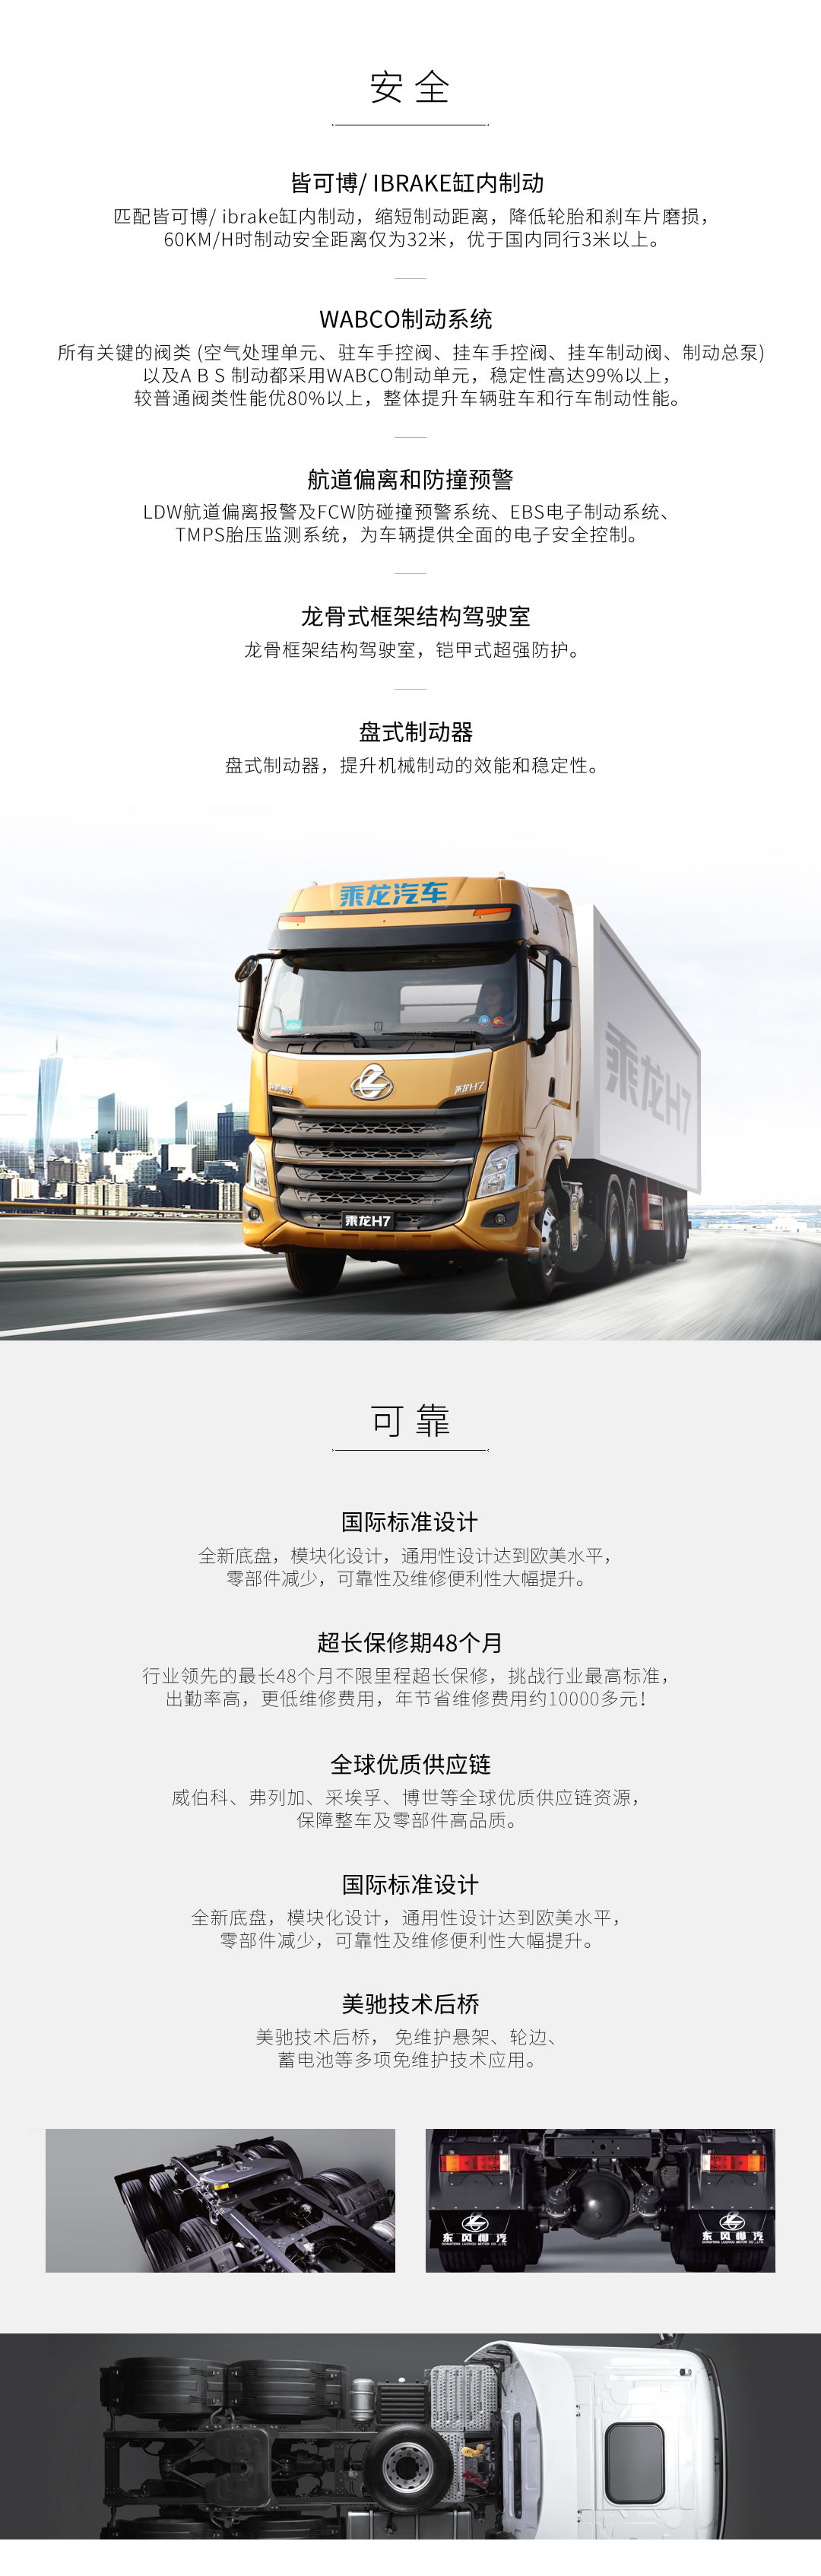 安全
皆可博/ IBRAKE缸内制动
匹配皆可博/ ibrake缸内制动，缩短制动距离，降低轮胎和刹车片磨损，
60KM/H时制动安全距离仅为32米，优于国内同行3米以上。
WABCO制动系统
所有关键的阀类 (空气处理单元、驻车手控阀、挂车手控阀、挂车制动阀、制动总泵)
以及A B S 制动都采用WABCO制动单元，稳定性高达99%以上，
较普通阀类性能优80%以上，整体提升车辆驻车和行车制动性能。
航道偏离和防撞预警
LDW航道偏离报警及FCW防碰撞预警系统、EBS电子制动系统、
TMPS胎压监测系统，为车辆提供全面的电子安全控制。
龙骨式框架结构驾驶室
龙骨框架结构驾驶室，铠甲式超强防护。
盘式制动器
盘式制动器，提升机械制动的效能和稳定性。
乘龙汽车
乘龙H7
乘龙H7
乘龙H7
可靠
国际标准设计
全新底盘，模块化设计，通用性设计达到欧美水平，
零部件减少，可靠性及维修便利性大幅提升。
超长保修期48个月
行业领先的最长48个月不限里程超长保修，挑战行业最高标准，
出勤率高，更低维修费用，年节省维修费用约10000多元！
全球优质供应链
威伯科、弗列加、采埃孚、博世等全球优质供应链资源，
保障整车及零部件高品质。
国际标准设计
全新底盘，模块化设计，通用性设计达到欧美水平，
零部件减少，可靠性及维修便利性大幅提升。
美驰技术后桥
美驰技术后桥， 免维护悬架、轮边、
蓄电池等多项免维护技术应用。
东风柳汽
DONGFENG LIUZHOU MOTOR CO.,LTD.
东风柳汽
DONGFENG LIUZHOU MOTOR CO.,LTD.